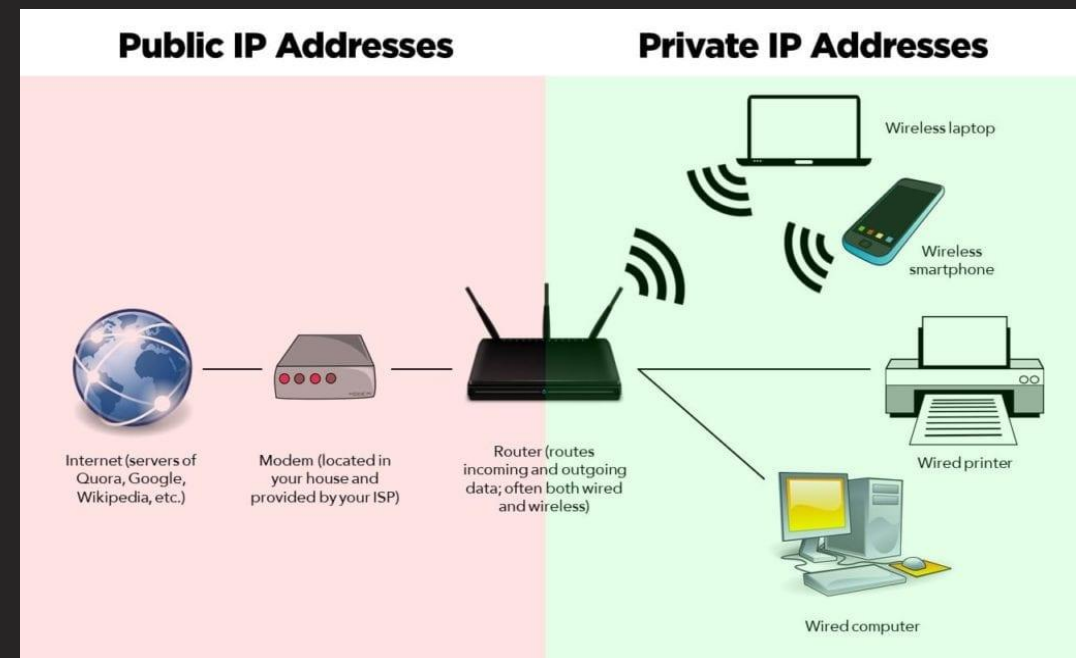 Public IP Addresses
Private IP Addresses
Wireless laptop
Wireless
smartphone
Internet (servers of
Quora, Google,
Wikipedia, etc.)
Modem (located in
your house and
provided by your ISP)
Router (routes
incoming and outgoing
data; often both wired
and wireless)
Wired printer
Wired computer